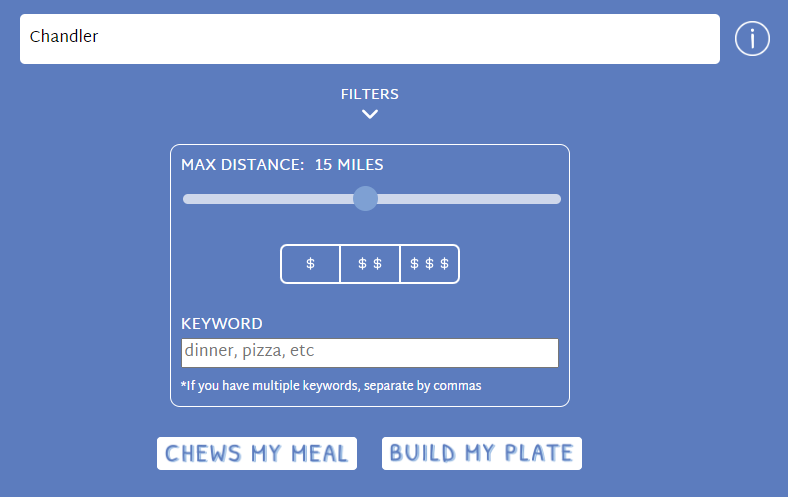 Chandler
i
FILTERS
MAX DISTANCE: 15 MILES
$ $ $ $ $ $
KEYWORD
dinner, pizza, etc
*If you have multiple keywords, separate by commas
CHEWS MY MEAL BUILD MY PLATE